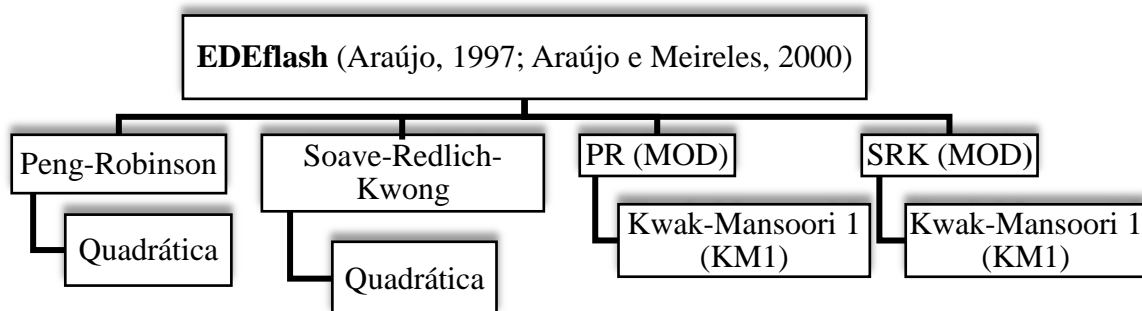 EDEflash (Araújo, 1997; Araújo e Meireles, 2000)
Peng-Robinson
Quadrática
Soave-Redlich-
Kwong
Quadrática
PR (MOD)
Kwak-Mansoori 1
(KM1)
SRK (MOD)
Kwak-Mansoori 1
(KM1)